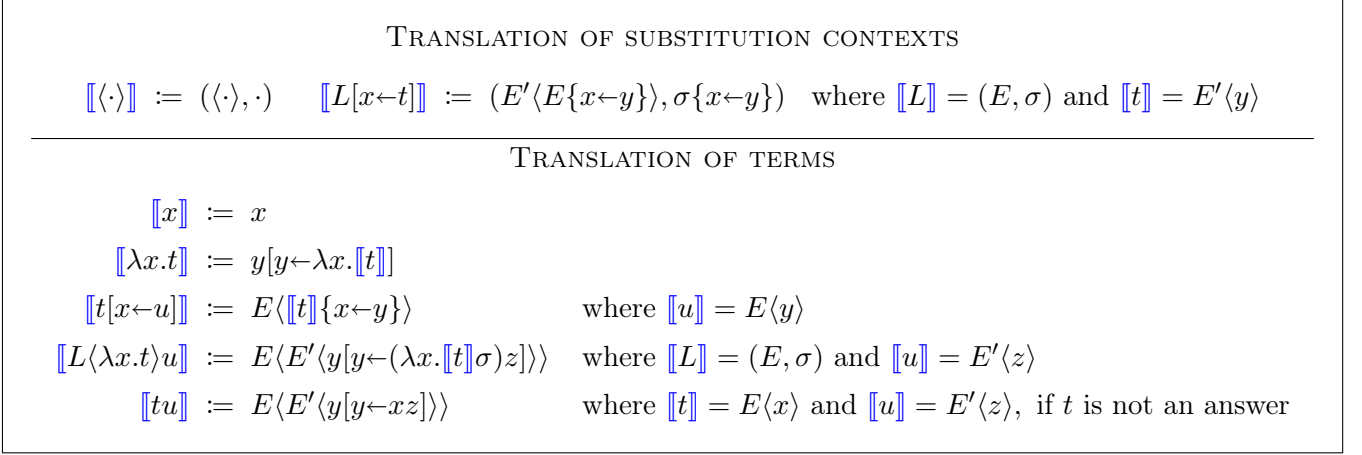 TRANSLATION OF SUBSTITUTION CONTEXTS
⟦⟨·⟩⟧ := (⟨·⟩, ·) ⟦L[x←t]⟧ := (E′⟨E{x←y}⟩, σ{x←y}) where ⟦L⟧ = (E, σ) and ⟦t⟧ = E′⟨y⟩
TRANSLATION OF TERMS
⟦x⟧ := x
⟦λx.t⟧ := y[y←λx.⟦t⟧]
⟦t[x←u]⟧ := E⟨⟦t⟧{x←y}⟩ where ⟦u⟧ = E⟨y⟩
⟦L⟨λx.t⟩u⟧ := E⟨E′⟨y[y←(λx.⟦t⟧σ)z]⟩⟩ where ⟦L⟧ = (E, σ) and ⟦u⟧ = E′⟨z⟩
⟦tu⟧ := E⟨E′⟨y[y←xz]⟩⟩ where ⟦t⟧ = E⟨x⟩ and ⟦u⟧ = E′⟨z⟩, if t is not an answer